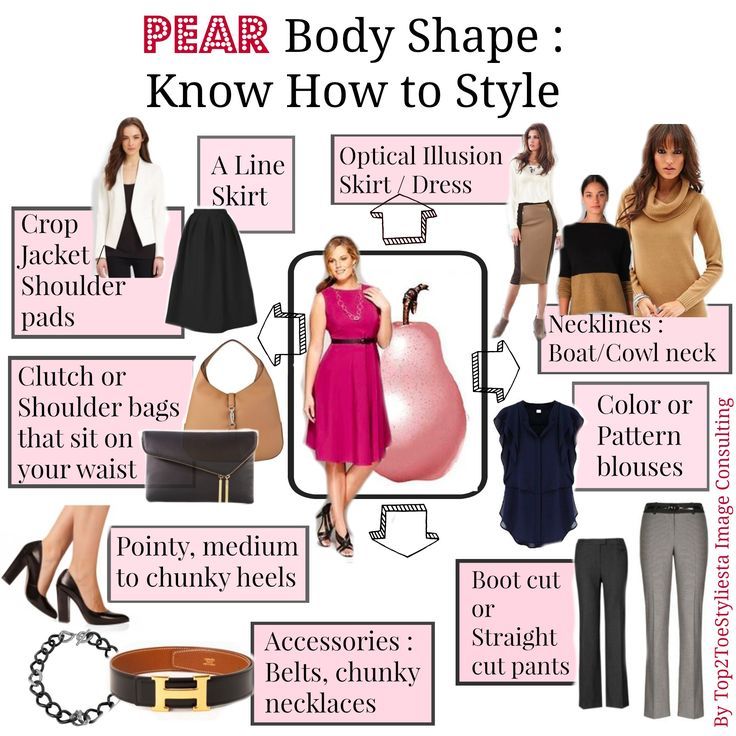 PEAR Body Shape :
Know How to Style
A Line
Skirt
Optical Illusion
Skirt / Dress
Crop
Jacket
Shoulder
pads
Necklines :
Boat/Cowl neck
Clutch or
Shoulder bags
that sit on
your waist
Color or
Pattern
blouses
Pointy, medium
to chunky heels
Boot cut
or
Straight
cut pants
Accessories :
Belts, chunky
necklaces
By Top2ToeStyliesta Image Consulting